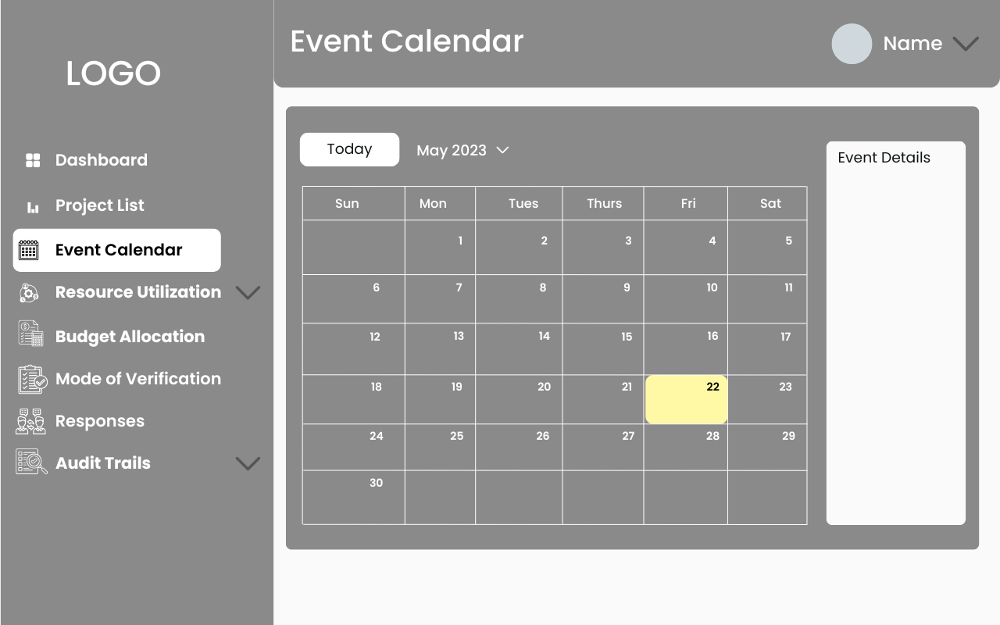 LOGO
Dashboard
Project List
Event Calendar
Resource Utilization
Budget Allocation
Mode of Verification
Responses
Audit Trails
Event Calendar
Name
Today
May 2023
Sun Mon Tues Thurs Fri Sat
1 2 3 4 5
6 7 8 9 10 11
12 13 14 15 16 17
18 19 20 21 22 23
24 25 26 27 28 29
30
Event Details